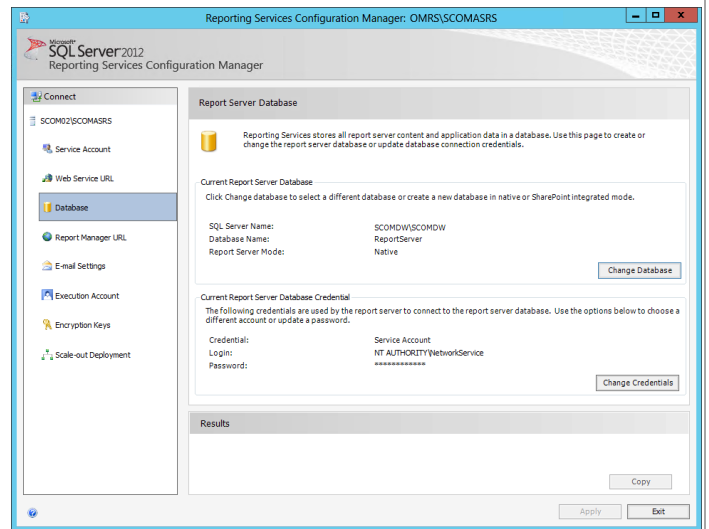 Reporting Services Configuration Manager: OMRS\SCOMASRS
Microsoft
SQL Server 2012
Reporting Services Configuration Manager
Connect
SCOM02\SCOMASRS
Service Account
Web Service URL
Database
Report Manager URL
E-mail Settings
Execution Account
Encryption Keys
Scale-out Deployment
Report Server Database
Reporting Services stores all report server content and application data in a database. Use this page to create or
change the report server database or update database connection credentials.
Current Report Server Database
Click Change database to select a different database or create a new database in native or SharePoint integrated mode.
SQL Server Name: SCOMDW\SCOMDW
Database Name: ReportServer
Report Server Mode: Native
Change Database
Current Report Server Database Credential
The following credentials are used by the report server to connect to the report server database. Use the options below to choose a
different account or update a password.
Credential: Service Account
Login: NT AUTHORITY\NetworkService
Password: ************
Change Credentials
Results
Copy
Apply
Exit